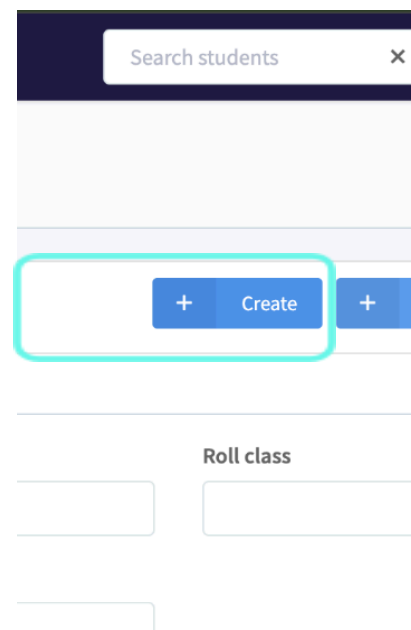 Search students ×
+ Create +
Roll class